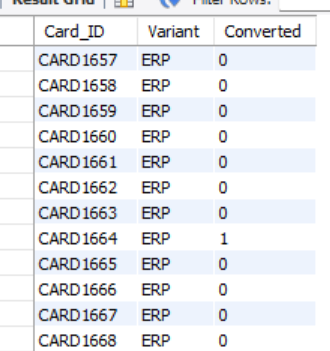 Result Grid Filter Rows:
Card_ID Variant Converted
CARD1657 ERP 0
CARD1658 ERP 0
CARD1659 ERP 0
CARD1660 ERP 0
CARD1661 ERP 0
CARD1662 ERP 0
CARD1663 ERP 0
CARD1664 ERP 1
CARD1665 ERP 0
CARD1666 ERP 0
CARD1667 ERP 0
CARD1668 ERP 0